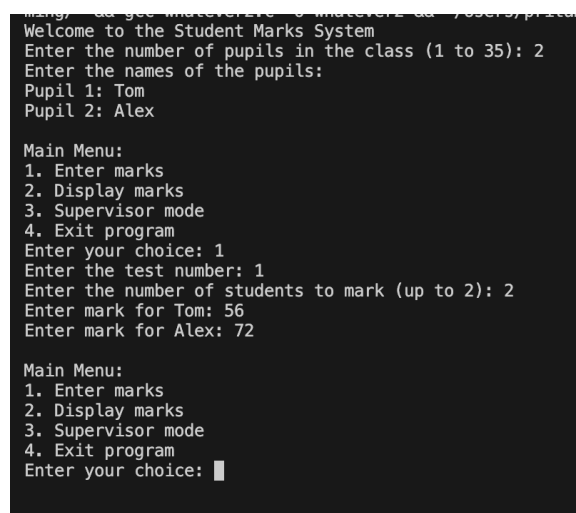 Welcome to the Student Marks System
Enter the number of pupils in the class (1 to 35): 2
Enter the names of the pupils:
Pupil 1: Tom
Pupil 2: Alex
Main Menu:
1. Enter marks
2. Display marks
3. Supervisor mode
4. Exit program
Enter your choice: 1
Enter the test number: 1
Enter the number of students to mark (up to 2): 2
Enter mark for Tom: 56
Enter mark for Alex: 72
Main Menu:
1. Enter marks
2. Display marks
3. Supervisor mode
4. Exit program
Enter your choice: